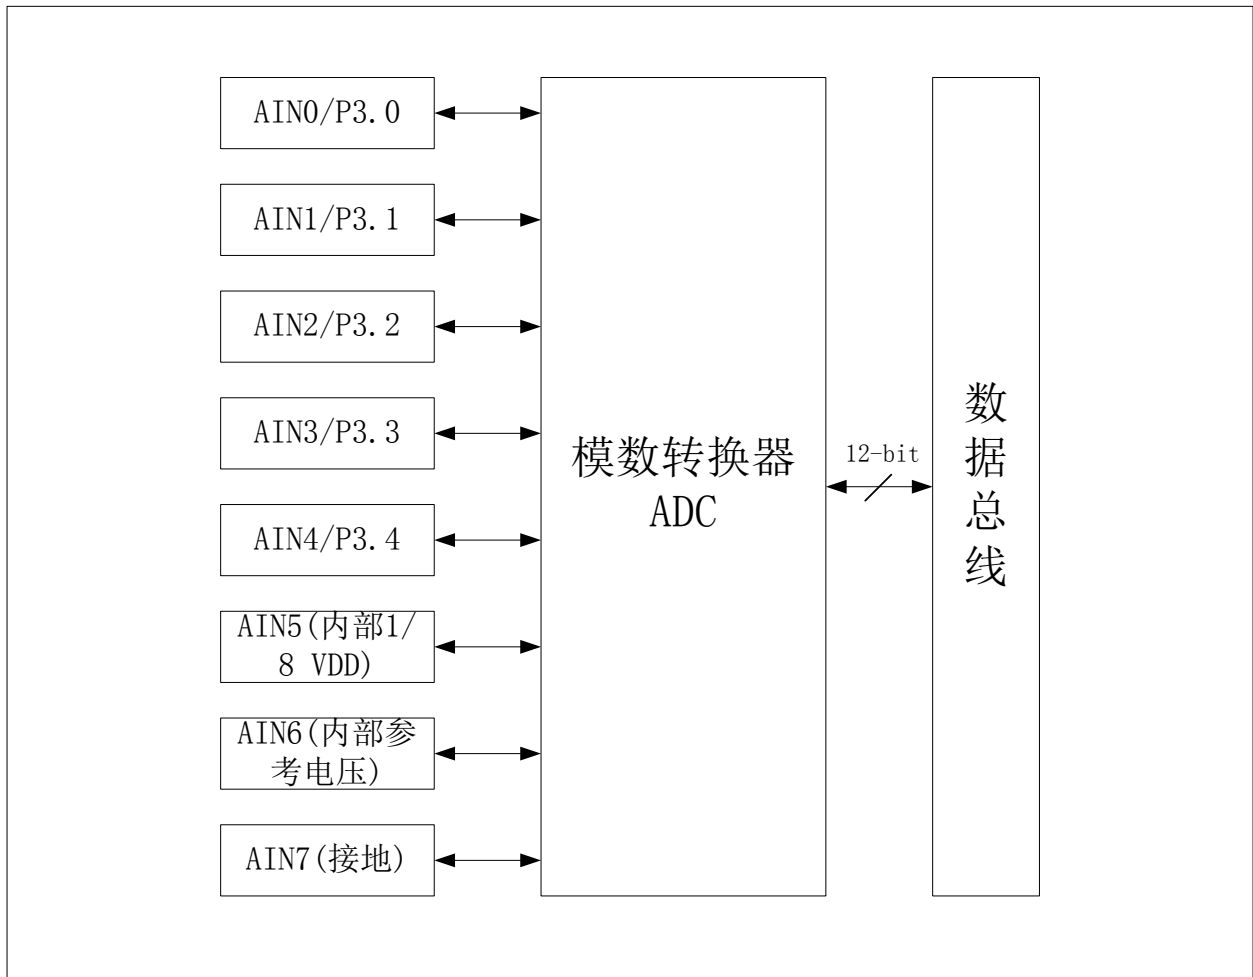 AIN0/P3.0
AIN1/P3.1
AIN2/P3.2
AIN3/P3.3
AIN4/P3.4
AIN5(内部1/
8 VDD)
AIN6(内部参
考电压)
AIN7(接地)
模数转换器
ADC
12-bit
数
据
总
线